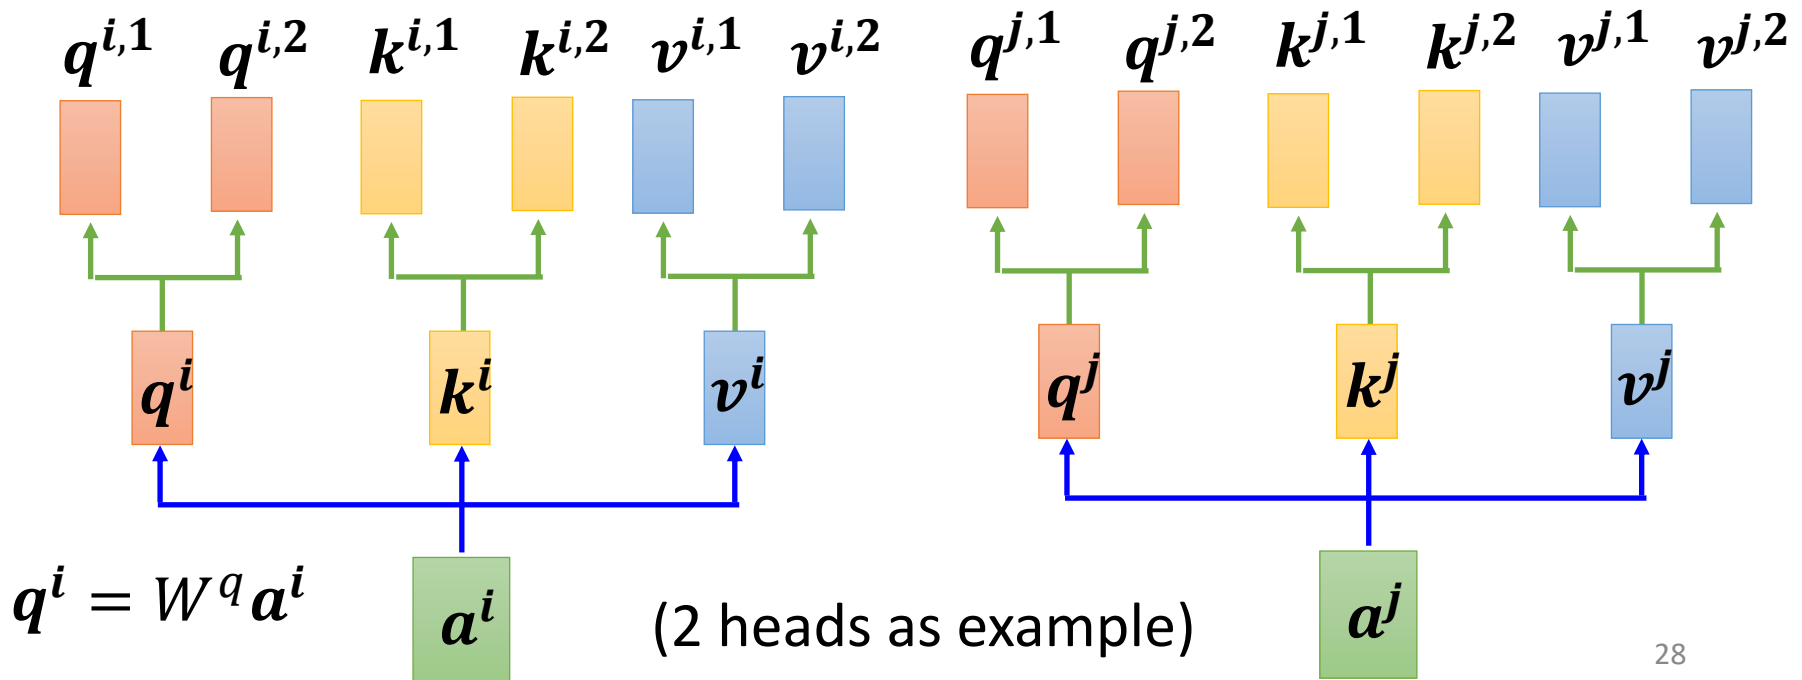 q^{i,1} q^{i,2} k^{i,1} k^{i,2} v^{i,1} v^{i,2} q^{j,1} q^{j,2} k^{j,1} k^{j,2} v^{j,1} v^{j,2}
q^i k^i v^i q^j k^j v^j
q^i = W^q a^i
a^i
(2 heads as example)
a^j
28